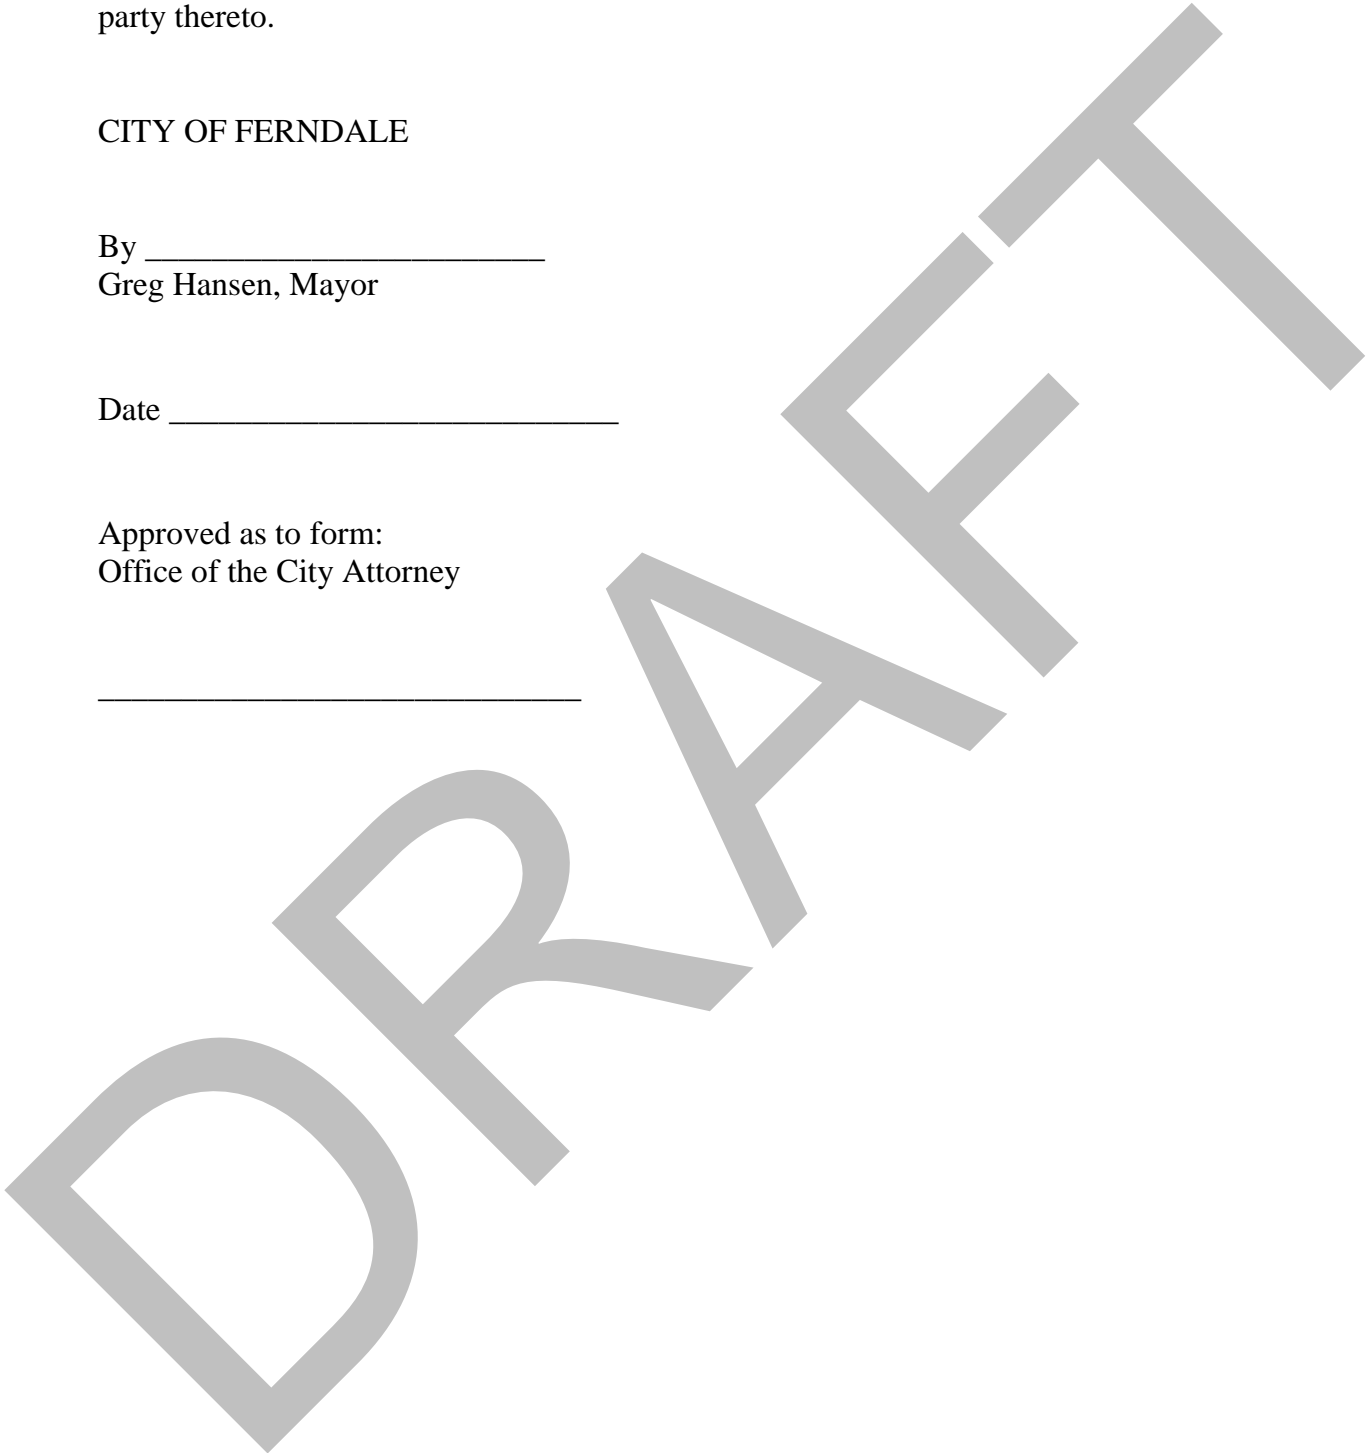 party thereto.
CITY OF FERNDALE
By ________________________
Greg Hansen, Mayor
Date ___________________________
Approved as to form:
Office of the City Attorney
_____________________________
DRAFT